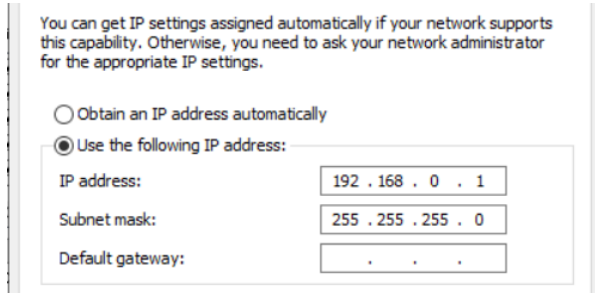 You can get IP settings assigned automatically if your network supports
this capability. Otherwise, you need to ask your network administrator
for the appropriate IP settings.
Obtain an IP address automatically
Use the following IP address:
IP address: 192 . 168 . 0 . 1
Subnet mask: 255 . 255 . 255 . 0
Default gateway: . . .